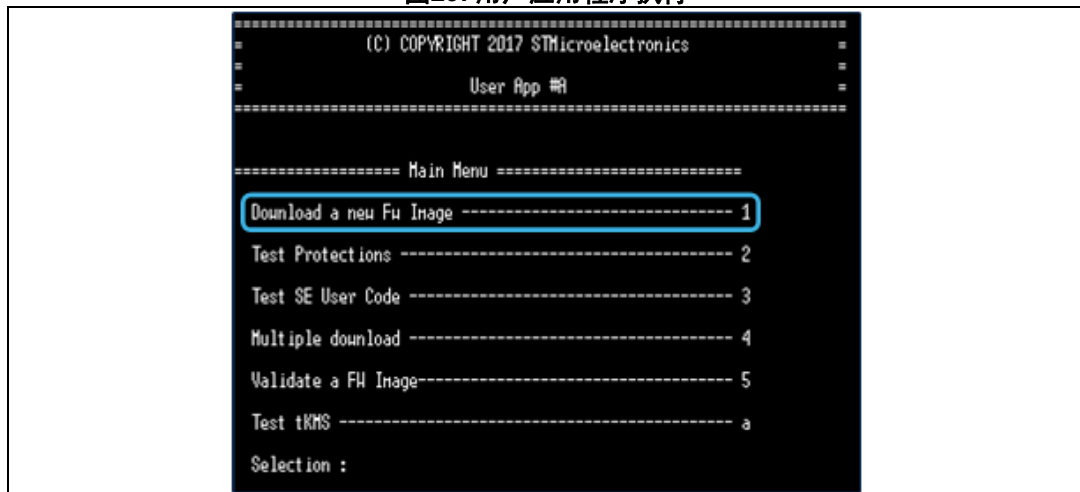 =                (C) COPYRIGHT 2017 STMicroelectronics                =
=                                                                     =
=                              User App #A                            =
=================== Main Menu ============================
Download a new Fw Image ------------------------------- 1
Test Protections -------------------------------------- 2
Test SE User Code ------------------------------------- 3
Multiple download ------------------------------------- 4
Validate a FW Image------------------------------------ 5
Test tKMS --------------------------------------------- a
Selection :